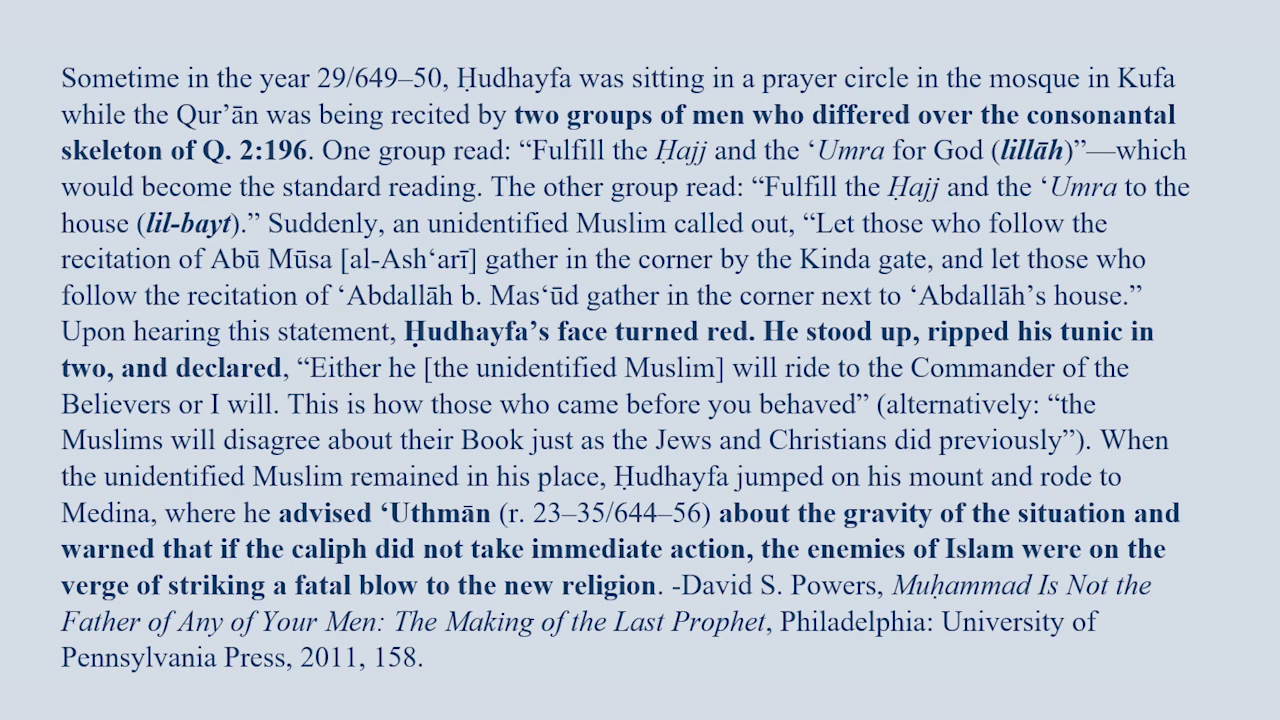 Sometime in the year 29/649–50, Ḥudhayfa was sitting in a prayer circle in the mosque in Kufa
while the Qur’ān was being recited by two groups of men who differed over the consonantal
skeleton of Q. 2:196. One group read: “Fulfill the Ḥajj and the ‘Umra for God (lillāh)”—which
would become the standard reading. The other group read: “Fulfill the Ḥajj and the ‘Umra to the
house (lil-bayt).” Suddenly, an unidentified Muslim called out, “Let those who follow the
recitation of Abū Mūsa [al-Ash‘arī] gather in the corner by the Kinda gate, and let those who
follow the recitation of ‘Abdallāh b. Mas‘ūd gather in the corner next to ‘Abdallāh’s house.”
Upon hearing this statement, Ḥudhayfa’s face turned red. He stood up, ripped his tunic in
two, and declared, “Either he [the unidentified Muslim] will ride to the Commander of the
Believers or I will. This is how those who came before you behaved” (alternatively: “the
Muslims will disagree about their Book just as the Jews and Christians did previously”). When
the unidentified Muslim remained in his place, Ḥudhayfa jumped on his mount and rode to
Medina, where he advised ‘Uthmān (r. 23–35/644–56) about the gravity of the situation and
warned that if the caliph did not take immediate action, the enemies of Islam were on the
verge of striking a fatal blow to the new religion. -David S. Powers, Muḥammad Is Not the
Father of Any of Your Men: The Making of the Last Prophet, Philadelphia: University of
Pennsylvania Press, 2011, 158.